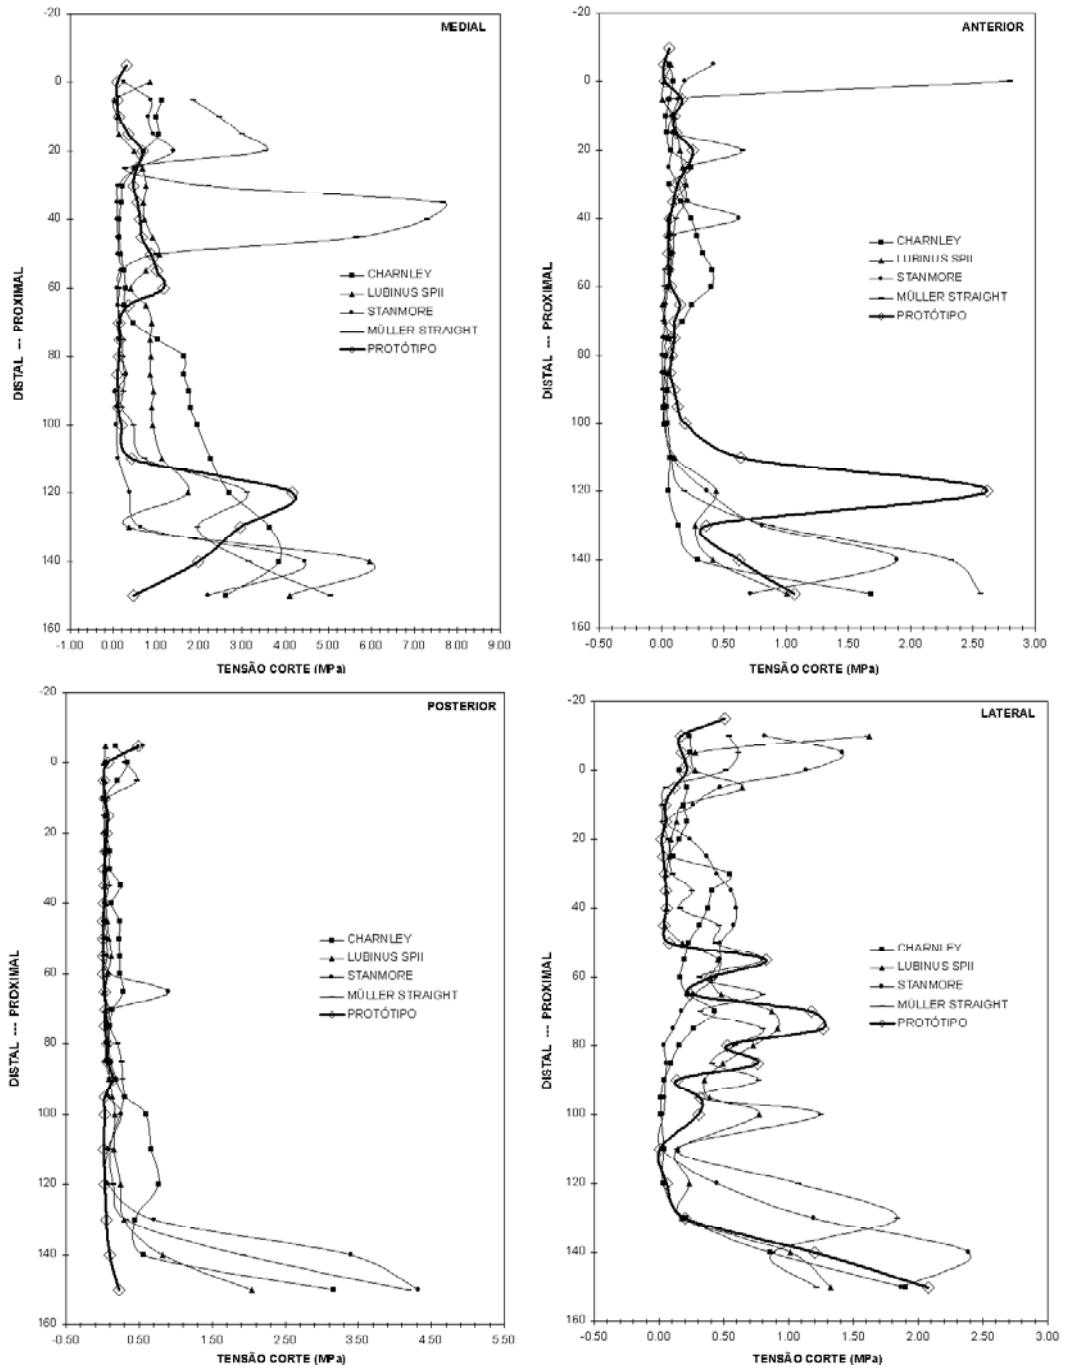 MEDIAL
-20
0
20
40
60
80
100
120
140
160
DISTAL --- PROXIMAL
CHARNLEY
LUBINUS SPII
STANMORE
MÜLLER STRAIGHT
PROTÓTIPO
-1.00 0.00 1.00 2.00 3.00 4.00 5.00 6.00 7.00 8.00 9.00
TENSÃO CORTE (MPa)
ANTERIOR
-20
0
20
40
60
80
100
120
140
160
DISTAL --- PROXIMAL
CHARNLEY
LUBINUS SPII
STANMORE
MÜLLER STRAIGHT
PROTÓTIPO
-0.50 0.00 0.50 1.00 1.50 2.00 2.50 3.00
TENSÃO CORTE (MPa)
POSTERIOR
-20
0
20
40
60
80
100
120
140
160
DISTAL --- PROXIMAL
CHARNLEY
LUBINUS SPII
STANMORE
MÜLLER STRAIGHT
PROTÓTIPO
-0.50 0.50 1.50 2.50 3.50 4.50 5.50
TENSÃO CORTE (MPa)
LATERAL
-20
0
20
40
60
80
100
120
140
160
DISTAL --- PROXIMAL
CHARNLEY
LUBINUS SPII
STANMORE
MÜLLER STRAIGHT
PROTÓTIPO
-0.50 0.00 0.50 1.00 1.50 2.00 2.50 3.00
TENSÃO CORTE (MPa)